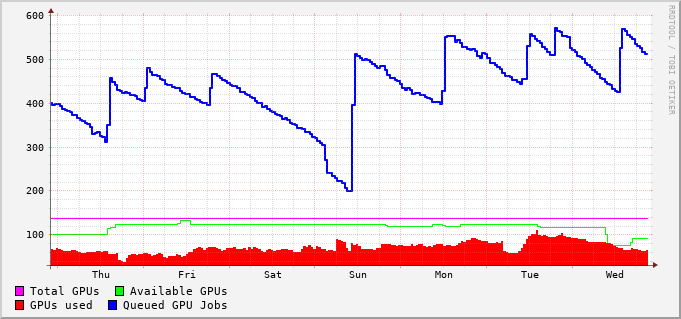 600
500
400
300
200
100
Thu Fri Sat Sun Mon Tue Wed
Total GPUs Available GPUs
GPUs used Queued GPU Jobs
RRDTOOL / TOBI OETIKER